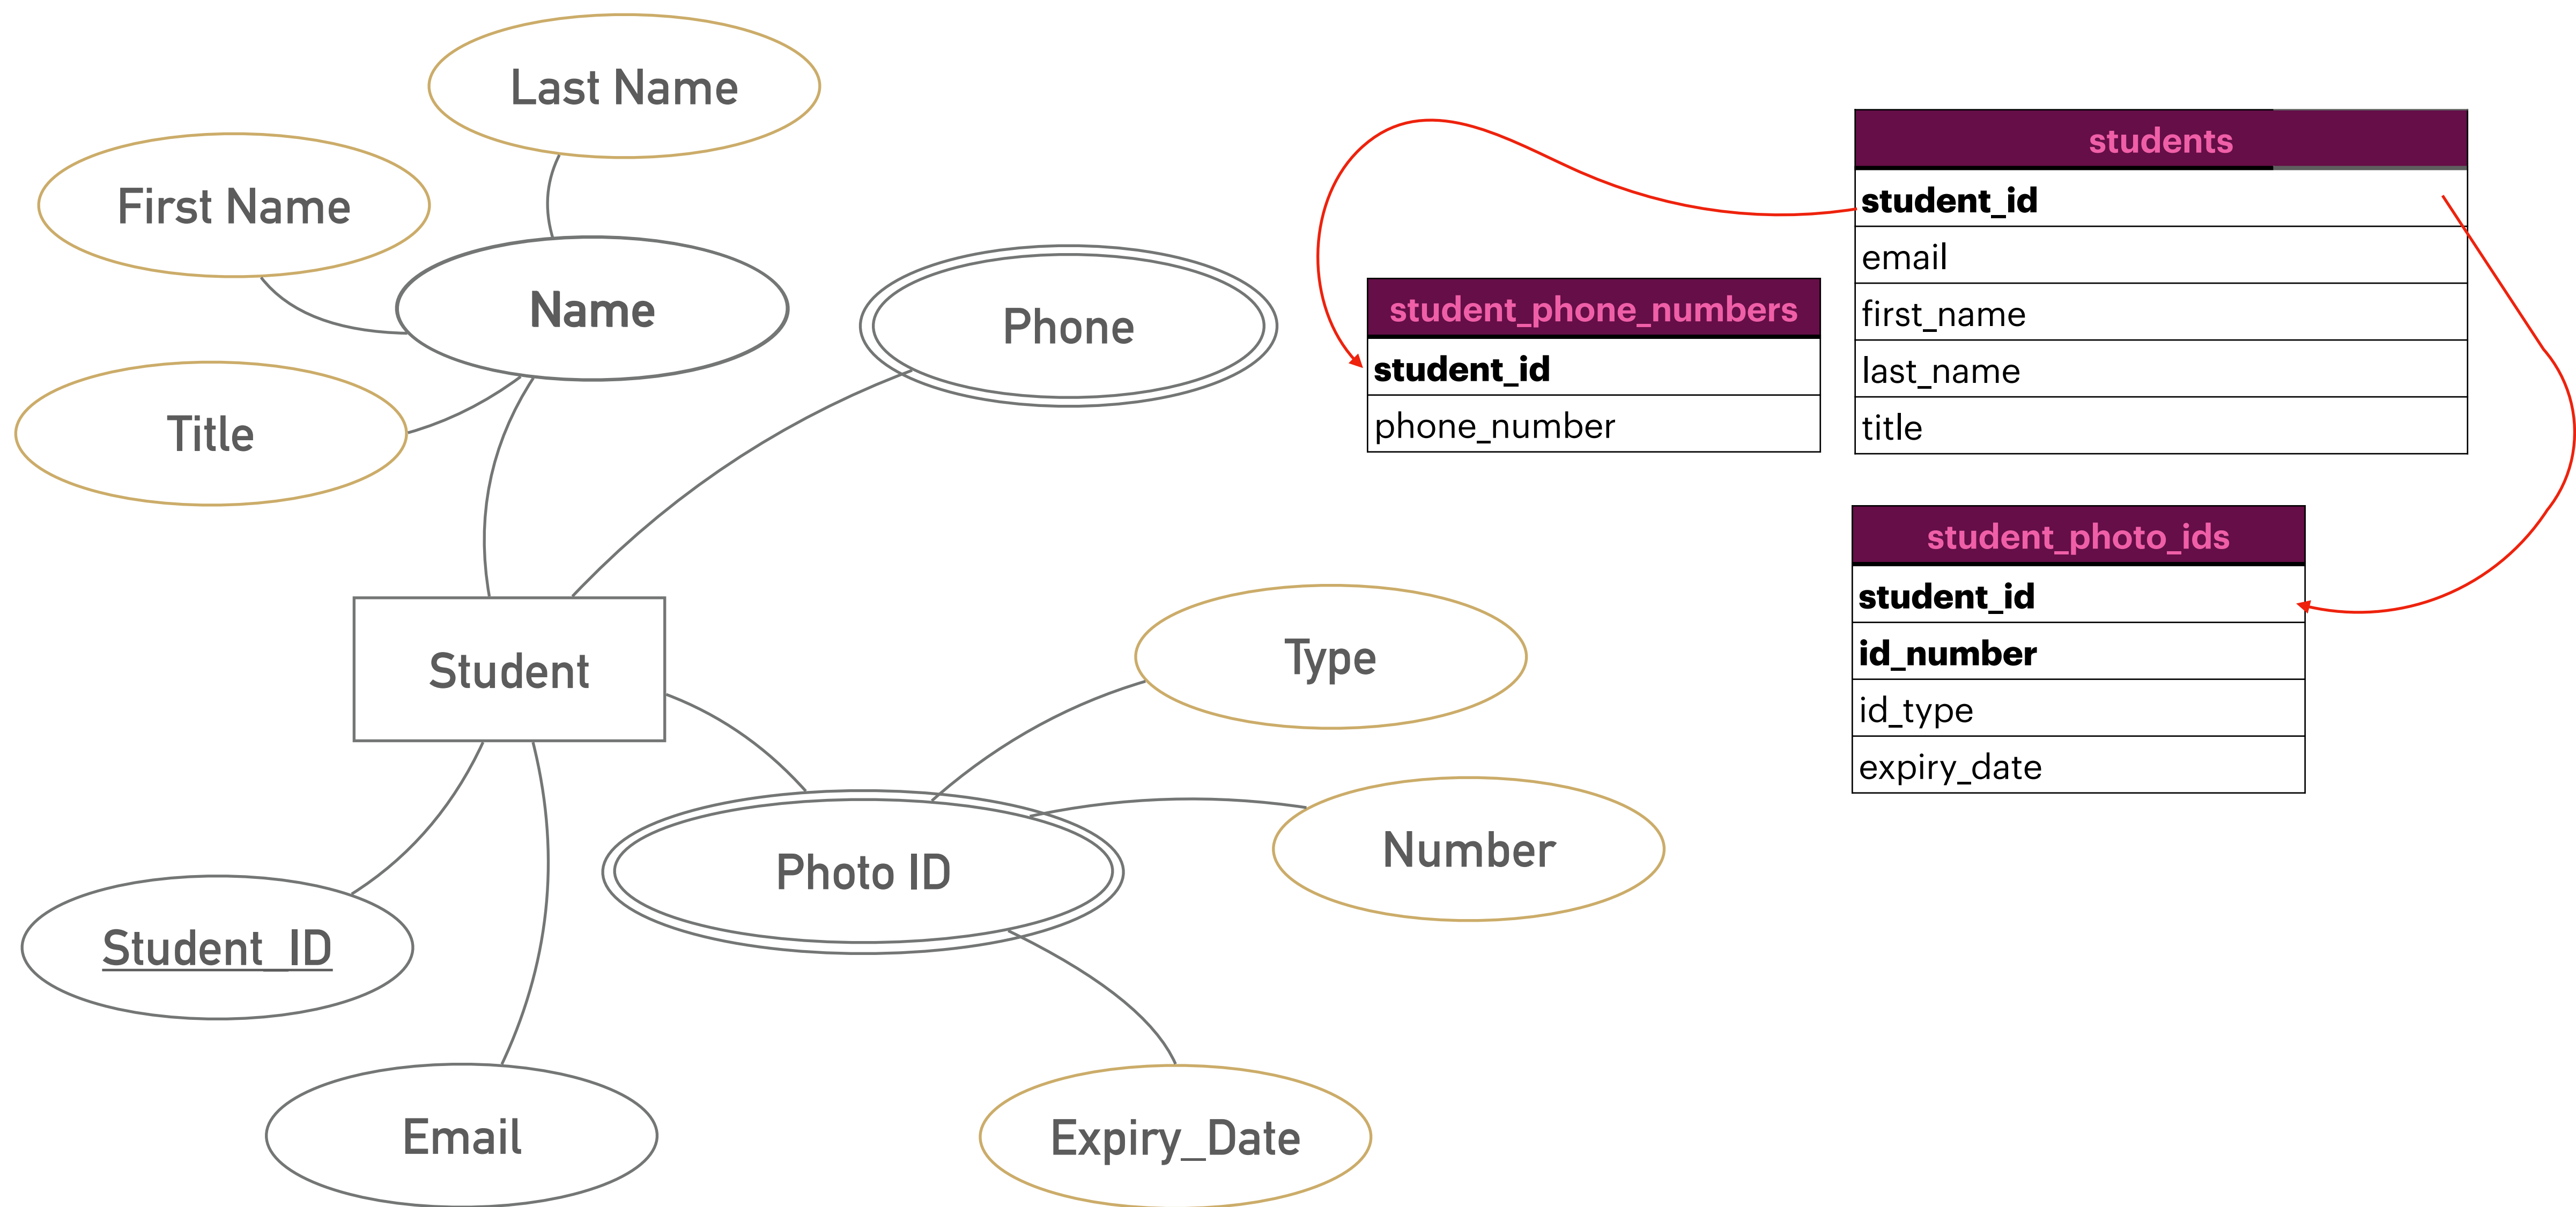 Last Name
First Name
Name
Title
Phone
Student
Type
Number
Photo ID
Student_ID
Email
Expiry_Date
students
student_id
email
first_name
last_name
title
student_phone_numbers
student_id
phone_number
student_photo_ids
student_id
id_number
id_type
expiry_date